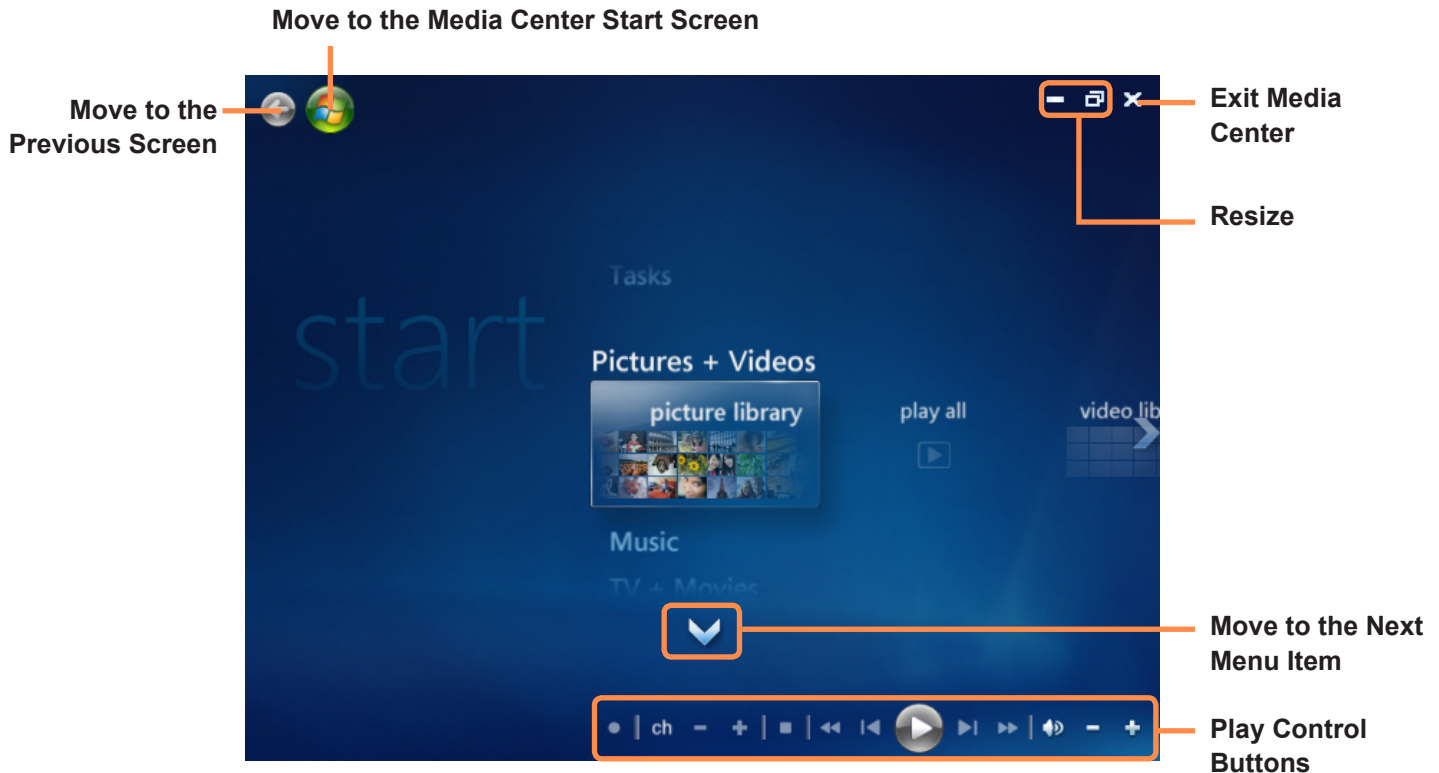 Move to the Media Center Start Screen
Move to the
Previous Screen
Exit Media
Center
Resize
Tasks
start
Pictures + Videos
picture library
play all
video lib
Music
TV + Movies
Move to the Next
Menu Item
ch
Play Control
Buttons